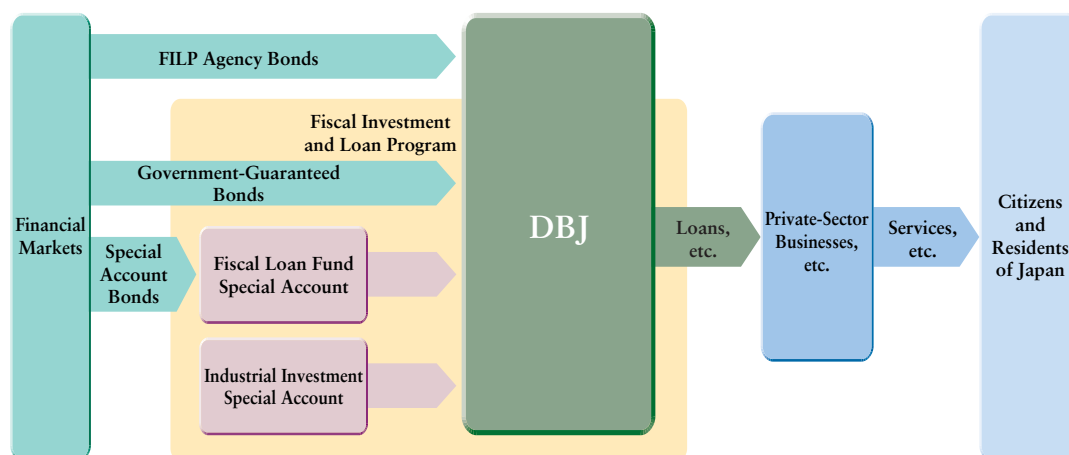 FILP Agency Bonds
Fiscal Investment
and Loan Program
Government-Guaranteed
Bonds
Financial
Markets
Special
Account
Bonds
Fiscal Loan Fund
Special Account
Industrial Investment
Special Account
DBJ
Loans,
etc.
Private-Sector
Businesses,
etc.
Services,
etc.
Citizens
and
Residents
of Japan